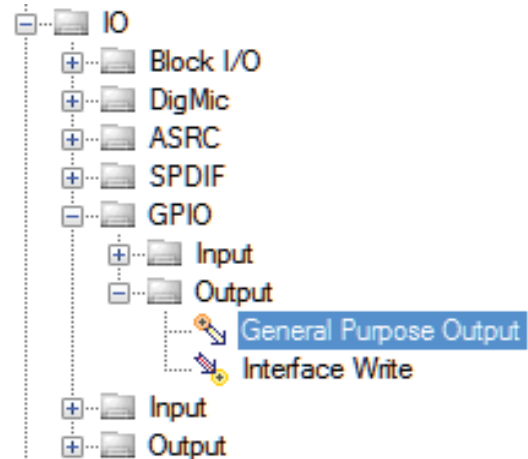 IO
Block I/O
DigMic
ASRC
SPDIF
GPIO
Input
Output
General Purpose Output
Interface Write
Input
Output